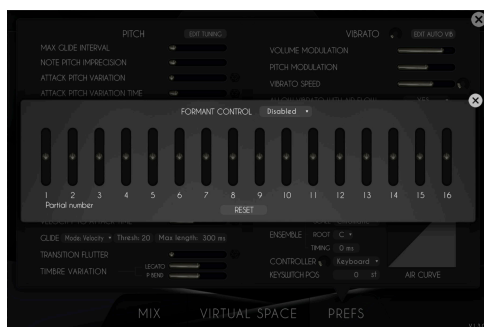 PITCH EDIT TUNING
VIBRATO EDIT AUTO VIB
MAX GLIDE INTERVAL
VOLUME MODULATION
NOTE PITCH IMPRECISION
PITCH MODULATION
ATTACK PITCH VARIATION
VIBRATO SPEED
ATTACK PITCH VARIATION TIME
FORMANT CONTROL Disabled
1 2 3 4 5 6 7 8 9 10 11 12 13 14 15 16
Partial number
RESET
GLIDE Mode: Velocity Thresh: 20 Max length: 300 ms
ENSEMBLE ROOT C
TRANSITION FLUTTER
TIMING 0 ms
TIMBRE VARIATION LEGATO
P.BEND
CONTROLLER Keyboard
KEYSWITCH POS 0 st AIR CURVE
MIX VIRTUAL SPACE PREFS